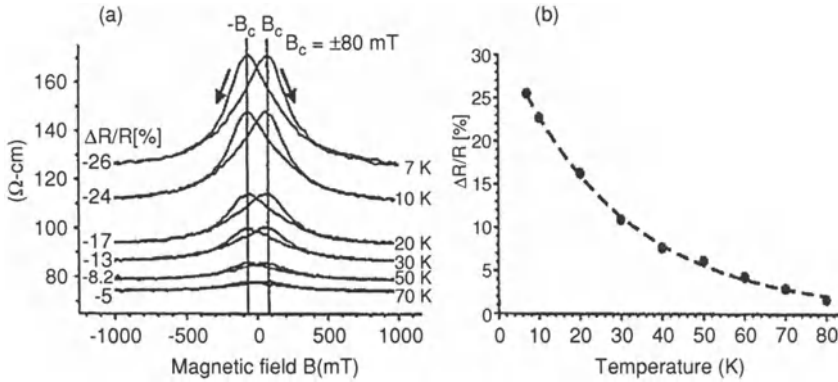 (a)
-Bc Bc
Bc = ±80 mT
160
140
120
100
80
(Ω-cm)
ΔR/R[%]
-26
-24
-17
-13
-8.2
-5
7 K
10 K
20 K
30 K
50 K
70 K
-1000 -500 0 500 1000
Magnetic field B(mT)
(b)
30
25
20
15
10
5
0
ΔR/R [%]
0 10 20 30 40 50 60 70 80
Temperature (K)